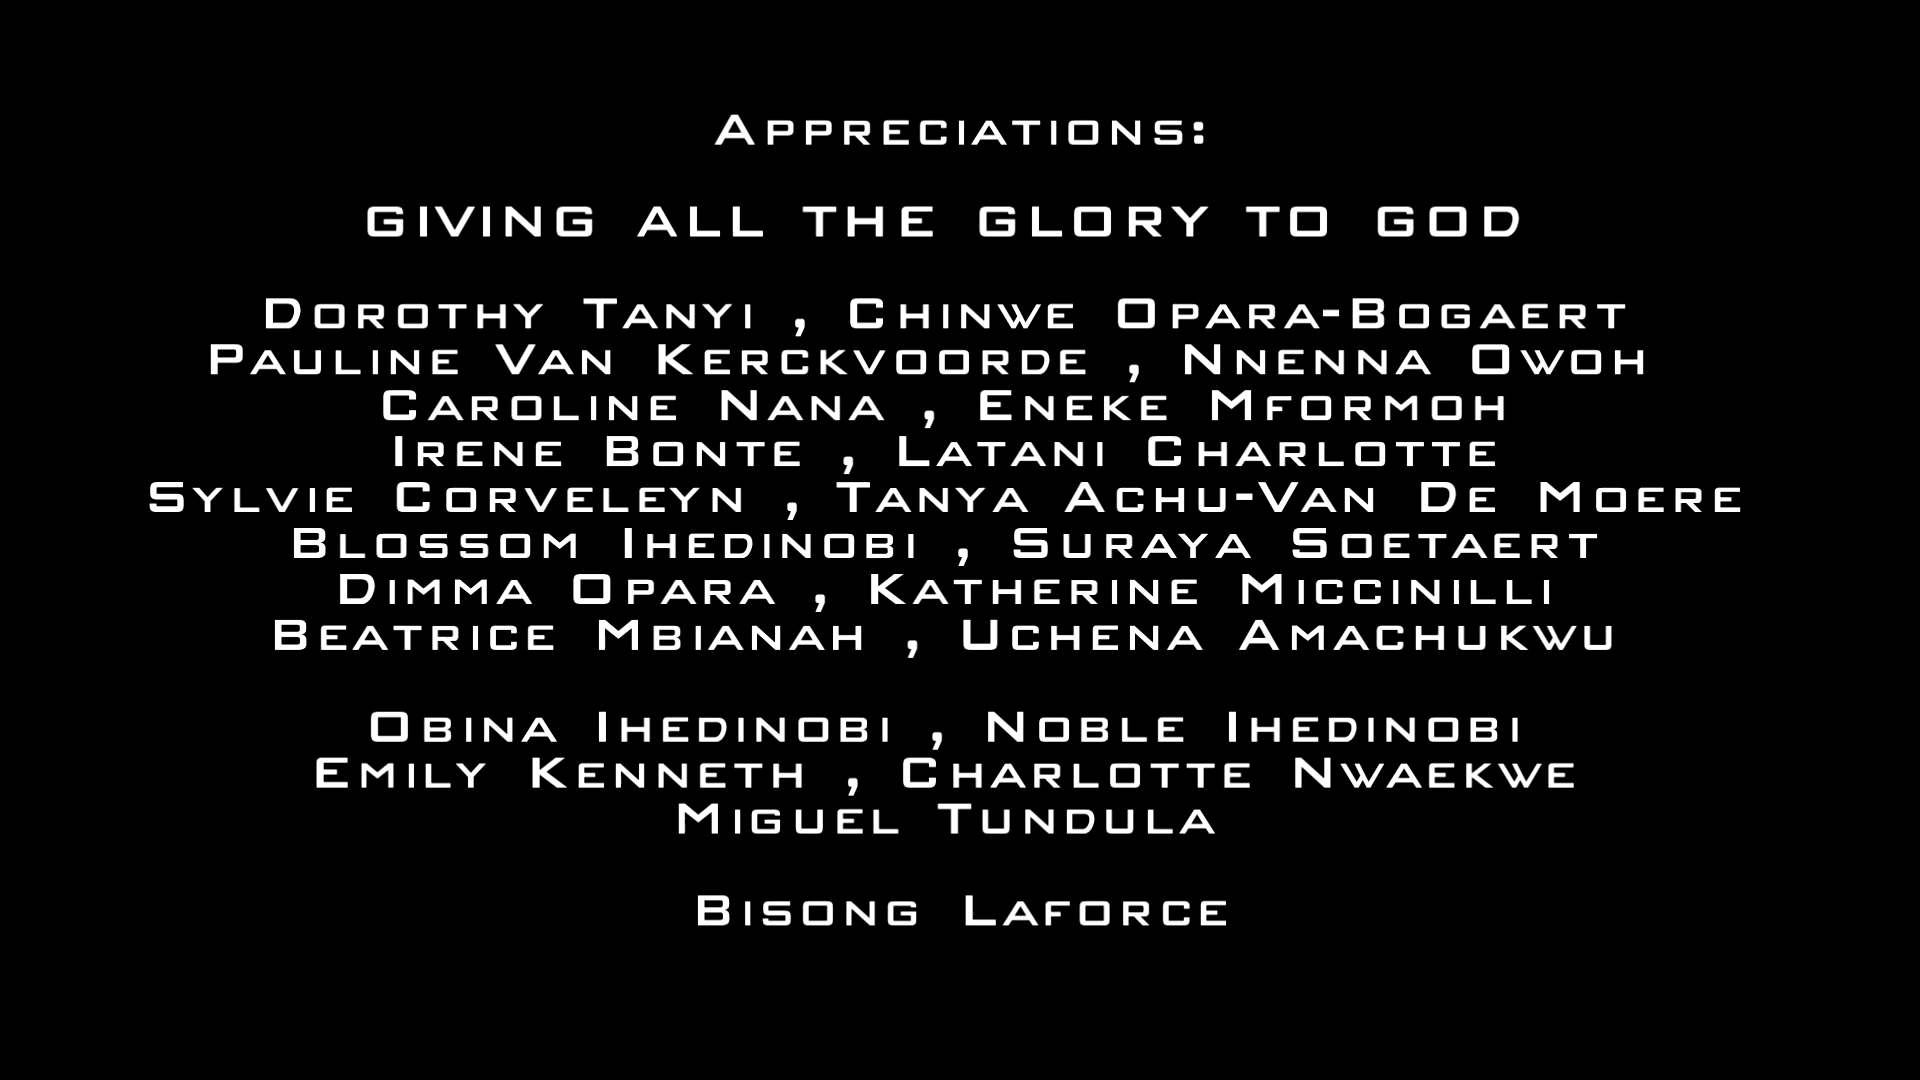 Appreciations:
GIVING ALL THE GLORY TO GOD
Dorothy Tanyi , Chinwe Opara-Bogaert
Pauline Van Kerckvoorde , Nnenna Owoh
Caroline Nana , Eneke Mformoh
Irene Bonte , Latani Charlotte
Sylvie Corveleyn , Tanya Achu-Van De Moere
Blossom Ihedinobi , Suraya Soetaert
Dimma Opara , Katherine Miccinilli
Beatrice Mbianah , Uchena Amachukwu
Obina Ihedinobi , Noble Ihedinobi
Emily Kenneth , Charlotte Nwaekwe
Miguel Tundula
Bisong Laforce